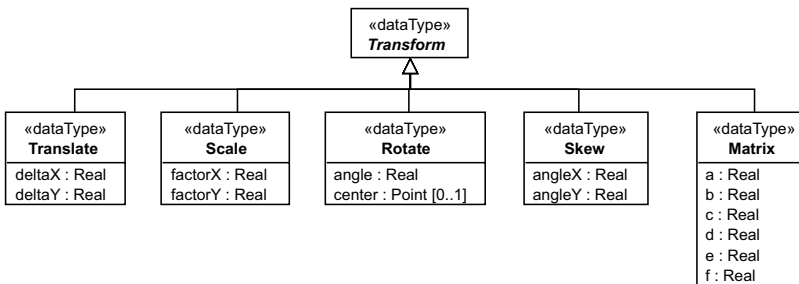 «dataType»
Transform
«dataType»
Translate
deltaX : Real
deltaY : Real
«dataType»
Scale
factorX : Real
factorY : Real
«dataType»
Rotate
angle : Real
center : Point [0..1]
«dataType»
Skew
angleX : Real
angleY : Real
«dataType»
Matrix
a : Real
b : Real
c : Real
d : Real
e : Real
f : Real